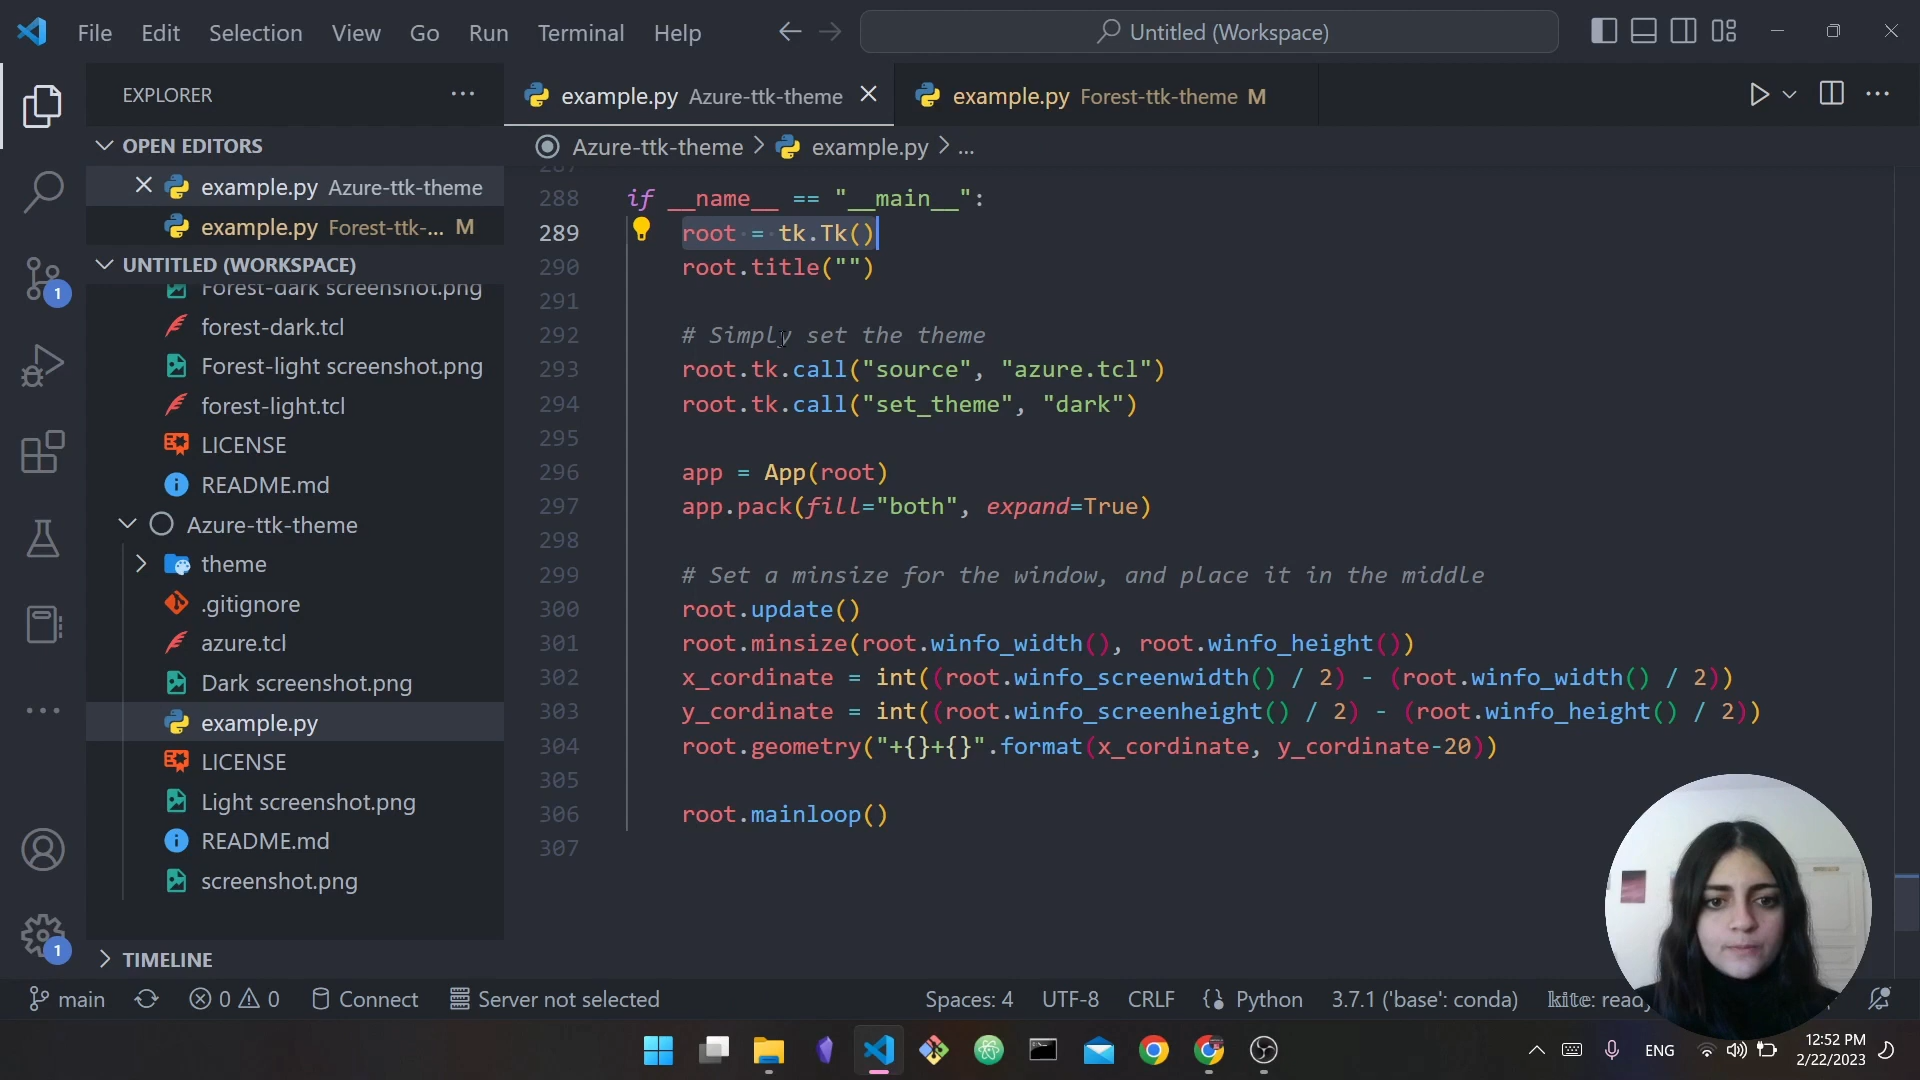 File Edit Selection View Go Run Terminal Help
Untitled (Workspace)
EXPLORER
OPEN EDITORS
example.py Azure-ttk-theme
example.py Forest-ttk-... M
UNTITLED (WORKSPACE)
Forest-dark screenshot.png
forest-dark.tcl
Forest-light screenshot.png
forest-light.tcl
LICENSE
README.md
Azure-ttk-theme
theme
.gitignore
azure.tcl
Dark screenshot.png
example.py
LICENSE
Light screenshot.png
README.md
screenshot.png
TIMELINE
1
1
example.py Azure-ttk-theme
example.py Forest-ttk-theme M
Azure-ttk-theme > example.py > ...
287
288 if __name__ == "__main__":
289 root = tk.Tk()
290 root.title("")
291
292 # Simply set the theme
293 root.tk.call("source", "azure.tcl")
294 root.tk.call("set_theme", "dark")
295
296 app = App(root)
297 app.pack(fill="both", expand=True)
298
299 # Set a minsize for the window, and place it in the middle
300 root.update()
301 root.minsize(root.winfo_width(), root.winfo_height())
302 x_cordinate = int((root.winfo_screenwidth() / 2) - (root.winfo_width() / 2))
303 y_cordinate = int((root.winfo_screenheight() / 2) - (root.winfo_height() / 2))
304 root.geometry("+{}+{}".format(x_cordinate, y_cordinate-20))
305
306 root.mainloop()
307
main 0 0 Connect Server not selected Spaces: 4 UTF-8 CRLF Python 3.7.1 ('base': conda) kite: ready
ENG
12:52 PM
2/22/2023